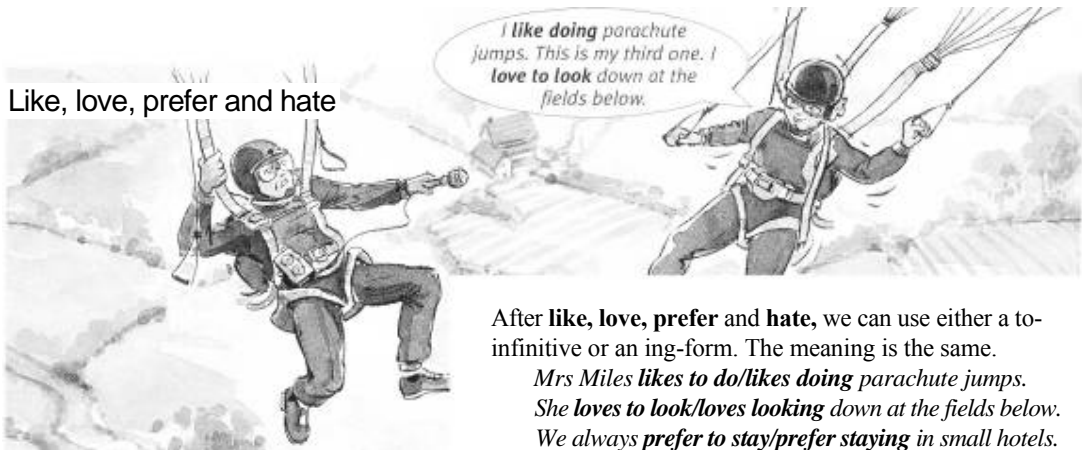 I like doing parachute
jumps. This is my third one. I
love to look down at the
fields below.
Like, love, prefer and hate
After like, love, prefer and hate, we can use either a to-
infinitive or an ing-form. The meaning is the same.
Mrs Miles likes to do/likes doing parachute jumps.
She loves to look/loves looking down at the fields below.
We always prefer to stay/prefer staying in small hotels.